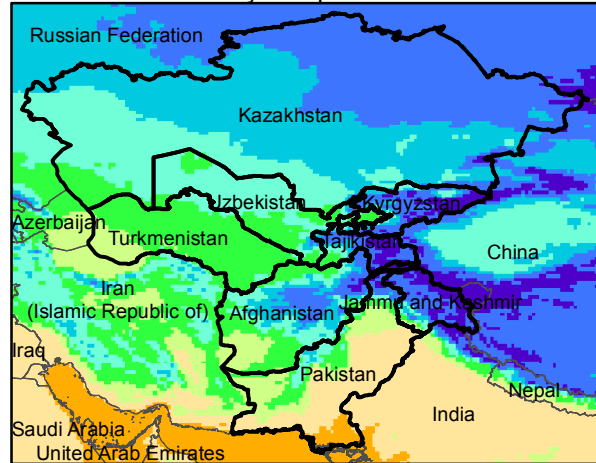 Russian Federation
Kazakhstan
Uzbekistan
Kyrgyzstan
Azerbaijan
Turkmenistan
Tajikistan
China
Iran
(Islamic Republic of)
Afghanistan
Jammu and Kashmir
Iraq
Pakistan
Nepal
India
Saudi Arabia
United Arab Emirates